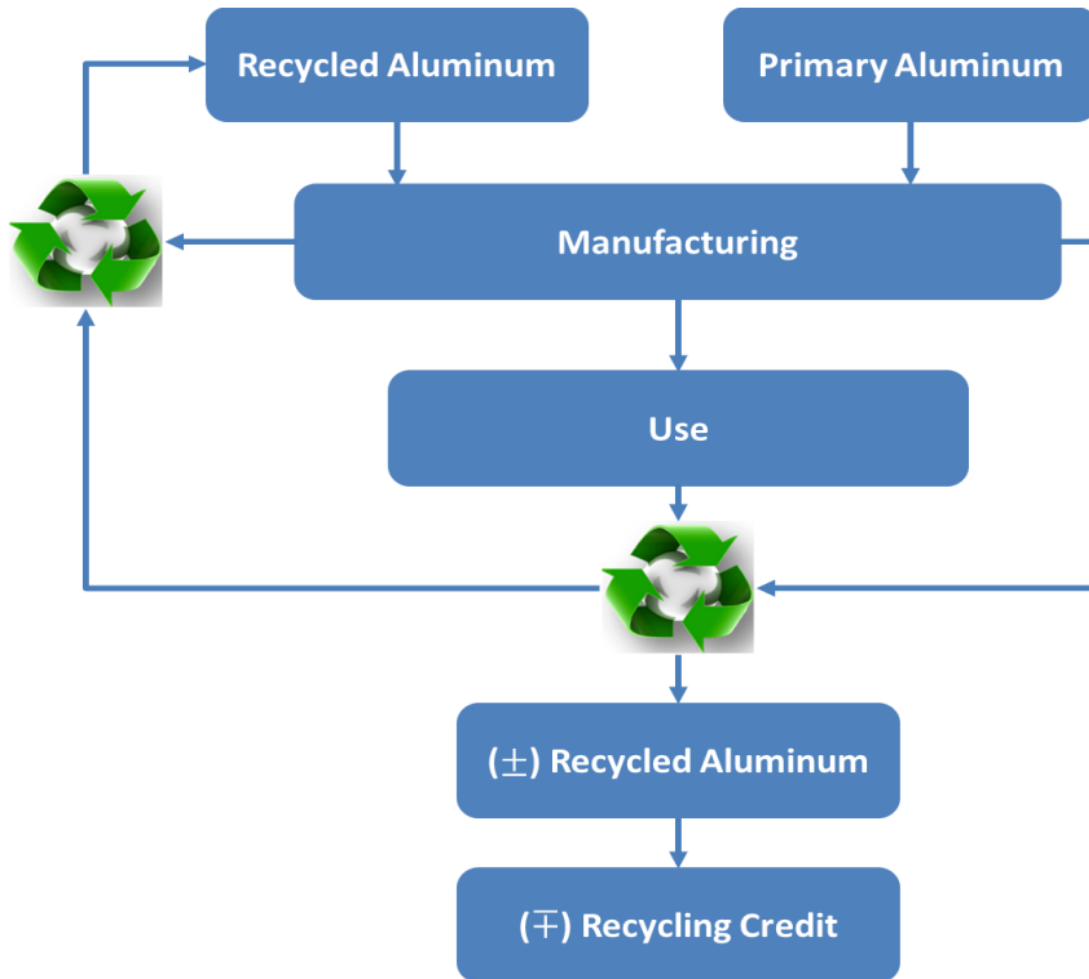 Recycled Aluminum
Primary Aluminum
Manufacturing
Use
(±) Recycled Aluminum
(∓) Recycling Credit